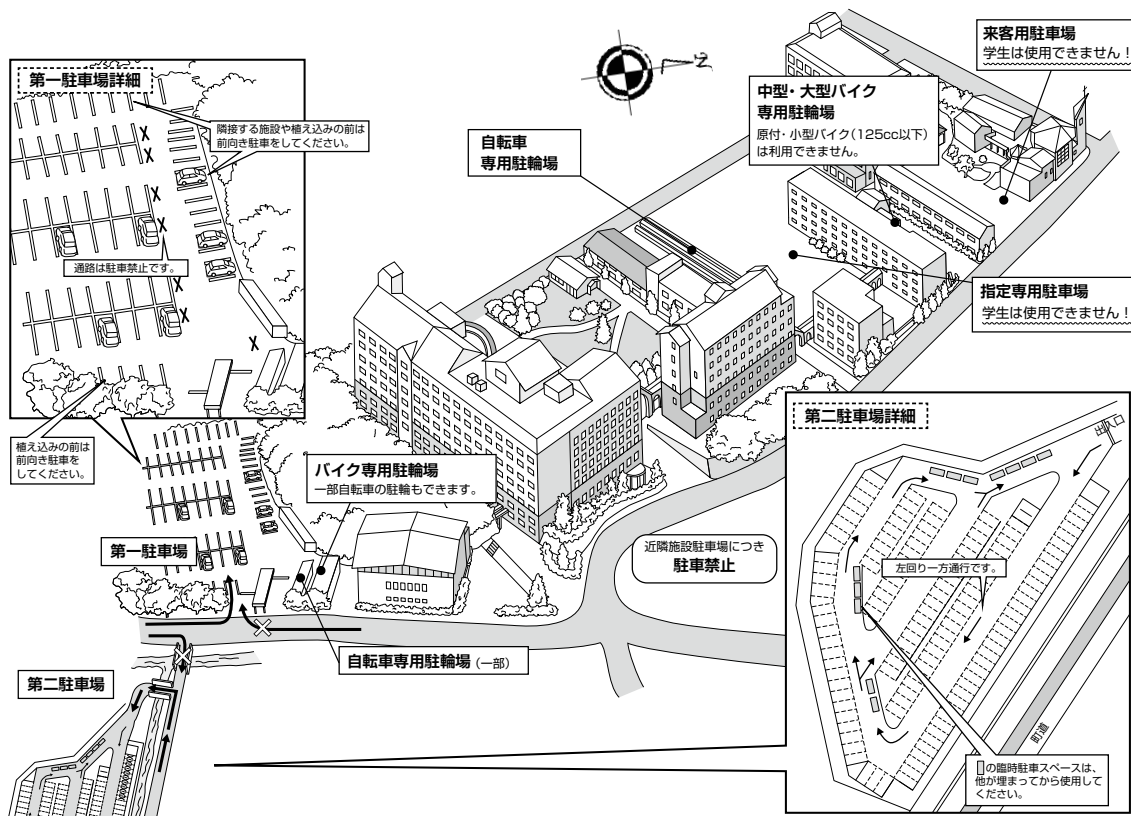 来客用駐車場
学生は使用できません！
中型・大型バイク
専用駐輪場
原付・小型バイク（125cc以下）
は利用できません。
自転車
専用駐輪場
第一駐車場詳細
隣接する施設や植え込みの前は
前向き駐車をしてください。
通路は駐車禁止です。
植え込みの前は
前向き駐車を
してください。
指定専用駐車場
学生は使用できません！
バイク専用駐輪場
一部自転車の駐輪もできます。
第一駐車場
近隣施設駐車場につき
駐車禁止
自転車専用駐輪場（一部）
第二駐車場
第二駐車場詳細
出入口
左回り一方通行です。
町道
の臨時駐車スペースは、
他が埋まってから使用して
ください。
N